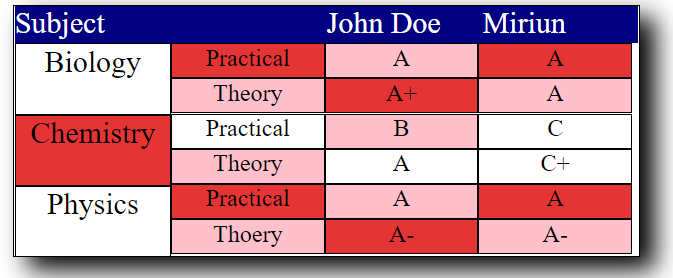 Subject John Doe Miriun
Biology Practical A A
Theory A+ A
Chemistry Practical B C
Theory A C+
Physics Practical A A
Thoery A- A-